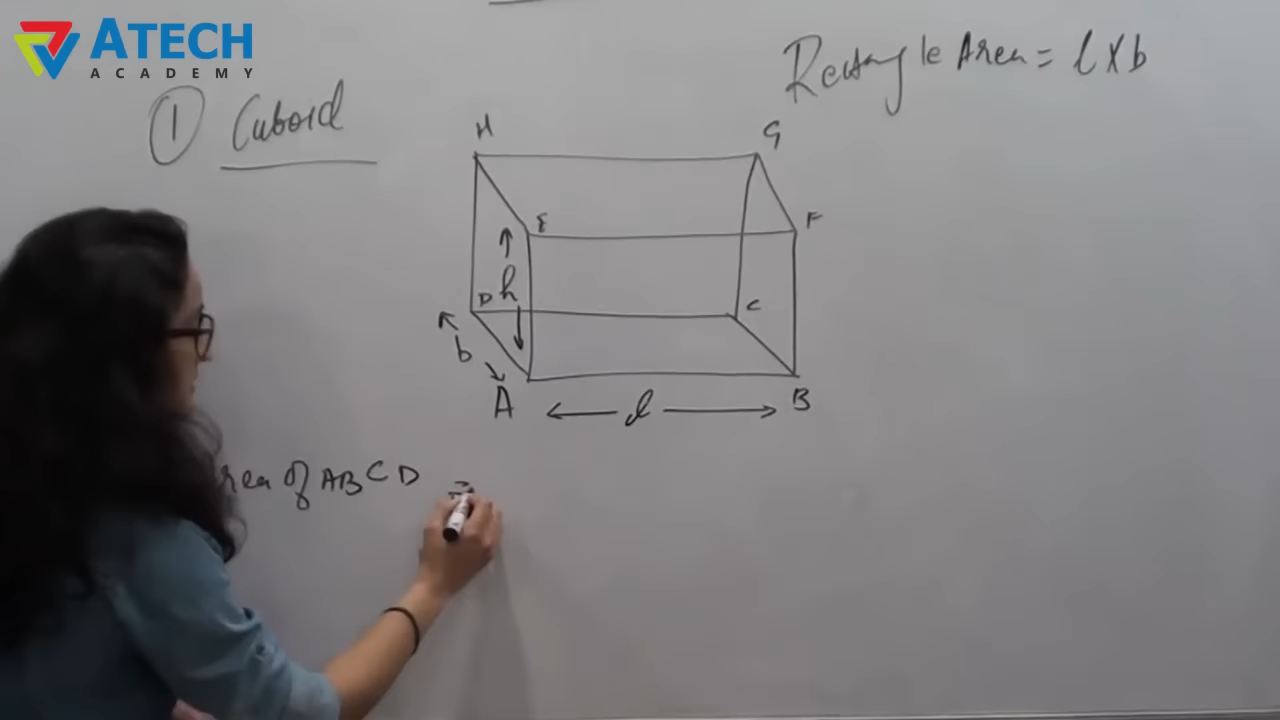 ATECH
ACADEMY
Rectangle Area = l x b
① Cuboid
H
G
E
F
h
D
C
b
A
l
B
rea of ABCD =